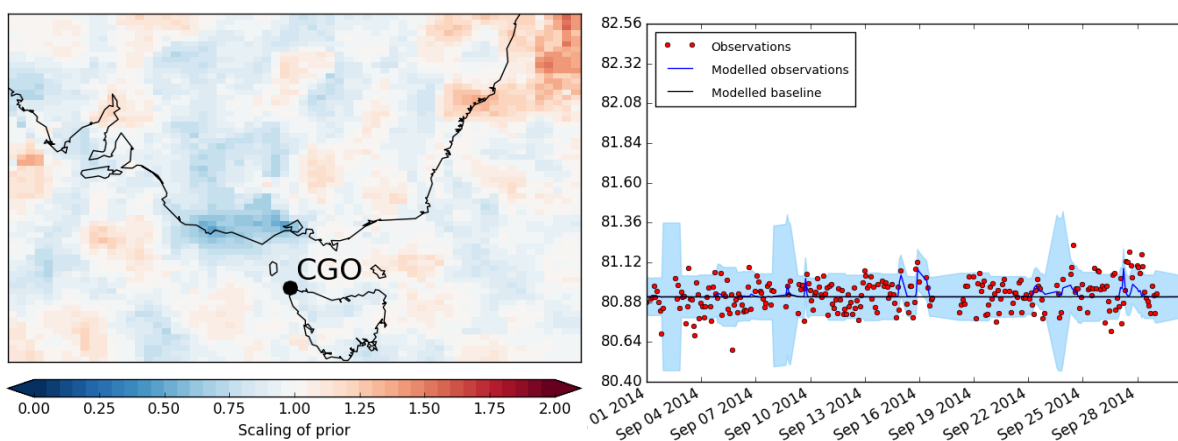 CGO
0.00 0.25 0.50 0.75 1.00 1.25 1.50 1.75 2.00
Scaling of prior
82.56
82.32
82.08
81.84
81.60
81.36
81.12
80.88
80.64
80.40
Observations
Modelled observations
Modelled baseline
01 2014
Sep 04 2014
Sep 07 2014
Sep 10 2014
Sep 13 2014
Sep 16 2014
Sep 19 2014
Sep 22 2014
Sep 25 2014
Sep 28 2014